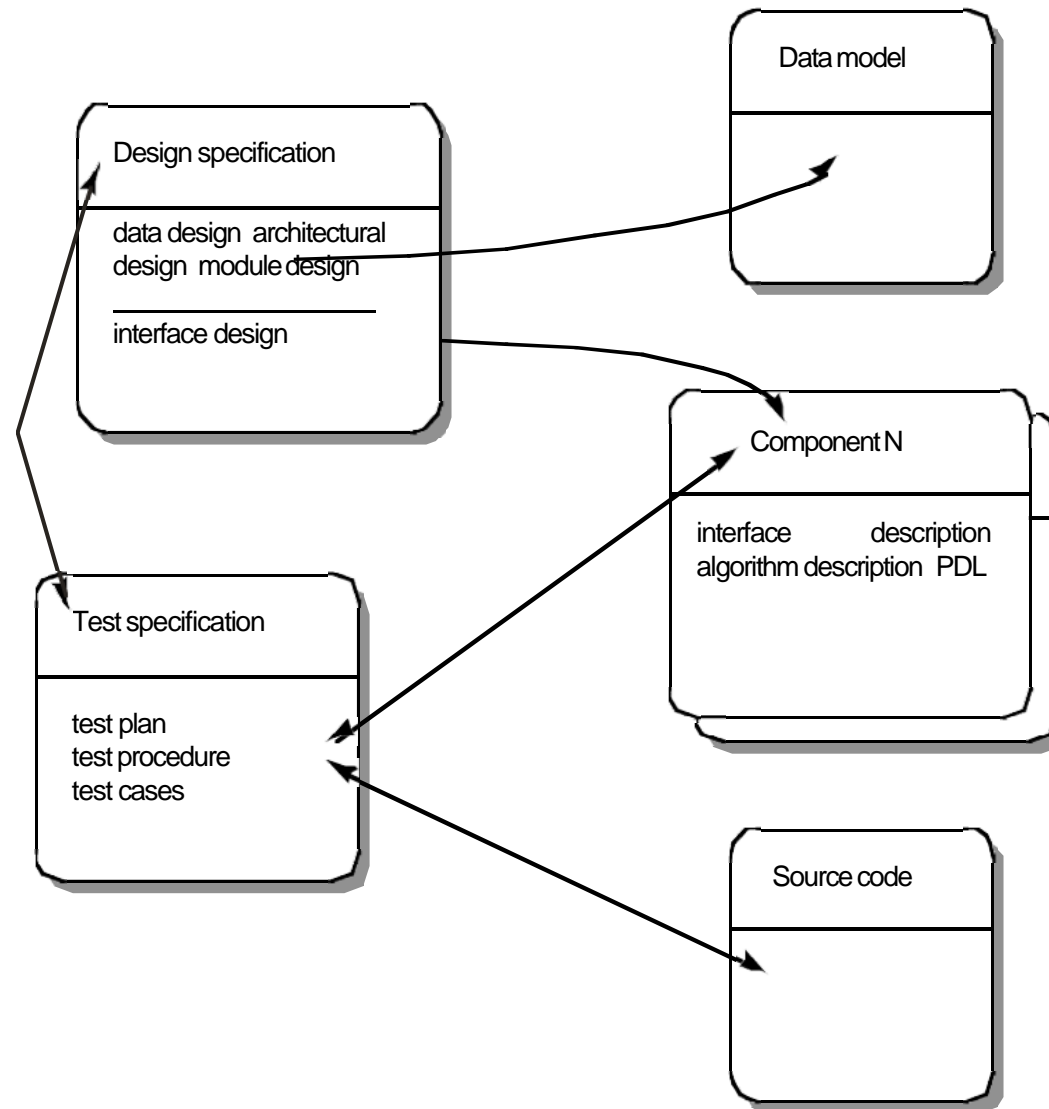 Data model
Design specification
data design architectural
design module design
interface design
Component N
interface description
algorithm description PDL
Test specification
test plan
test procedure
test cases
Source code